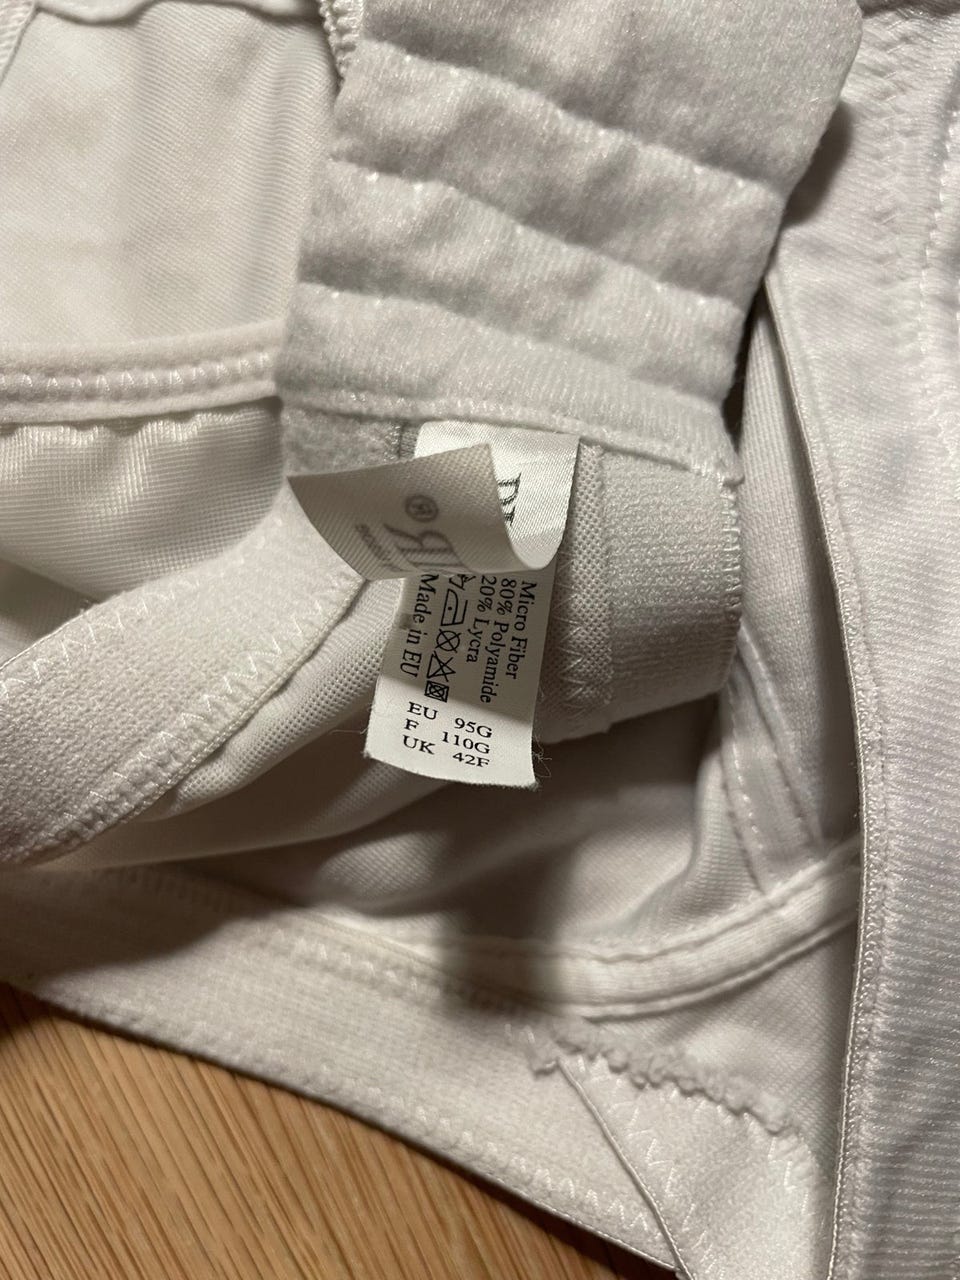 Micro Fiber
80% Polyamide
20% Lycra
Made in EU
EU 95G
F 110G
UK 42F